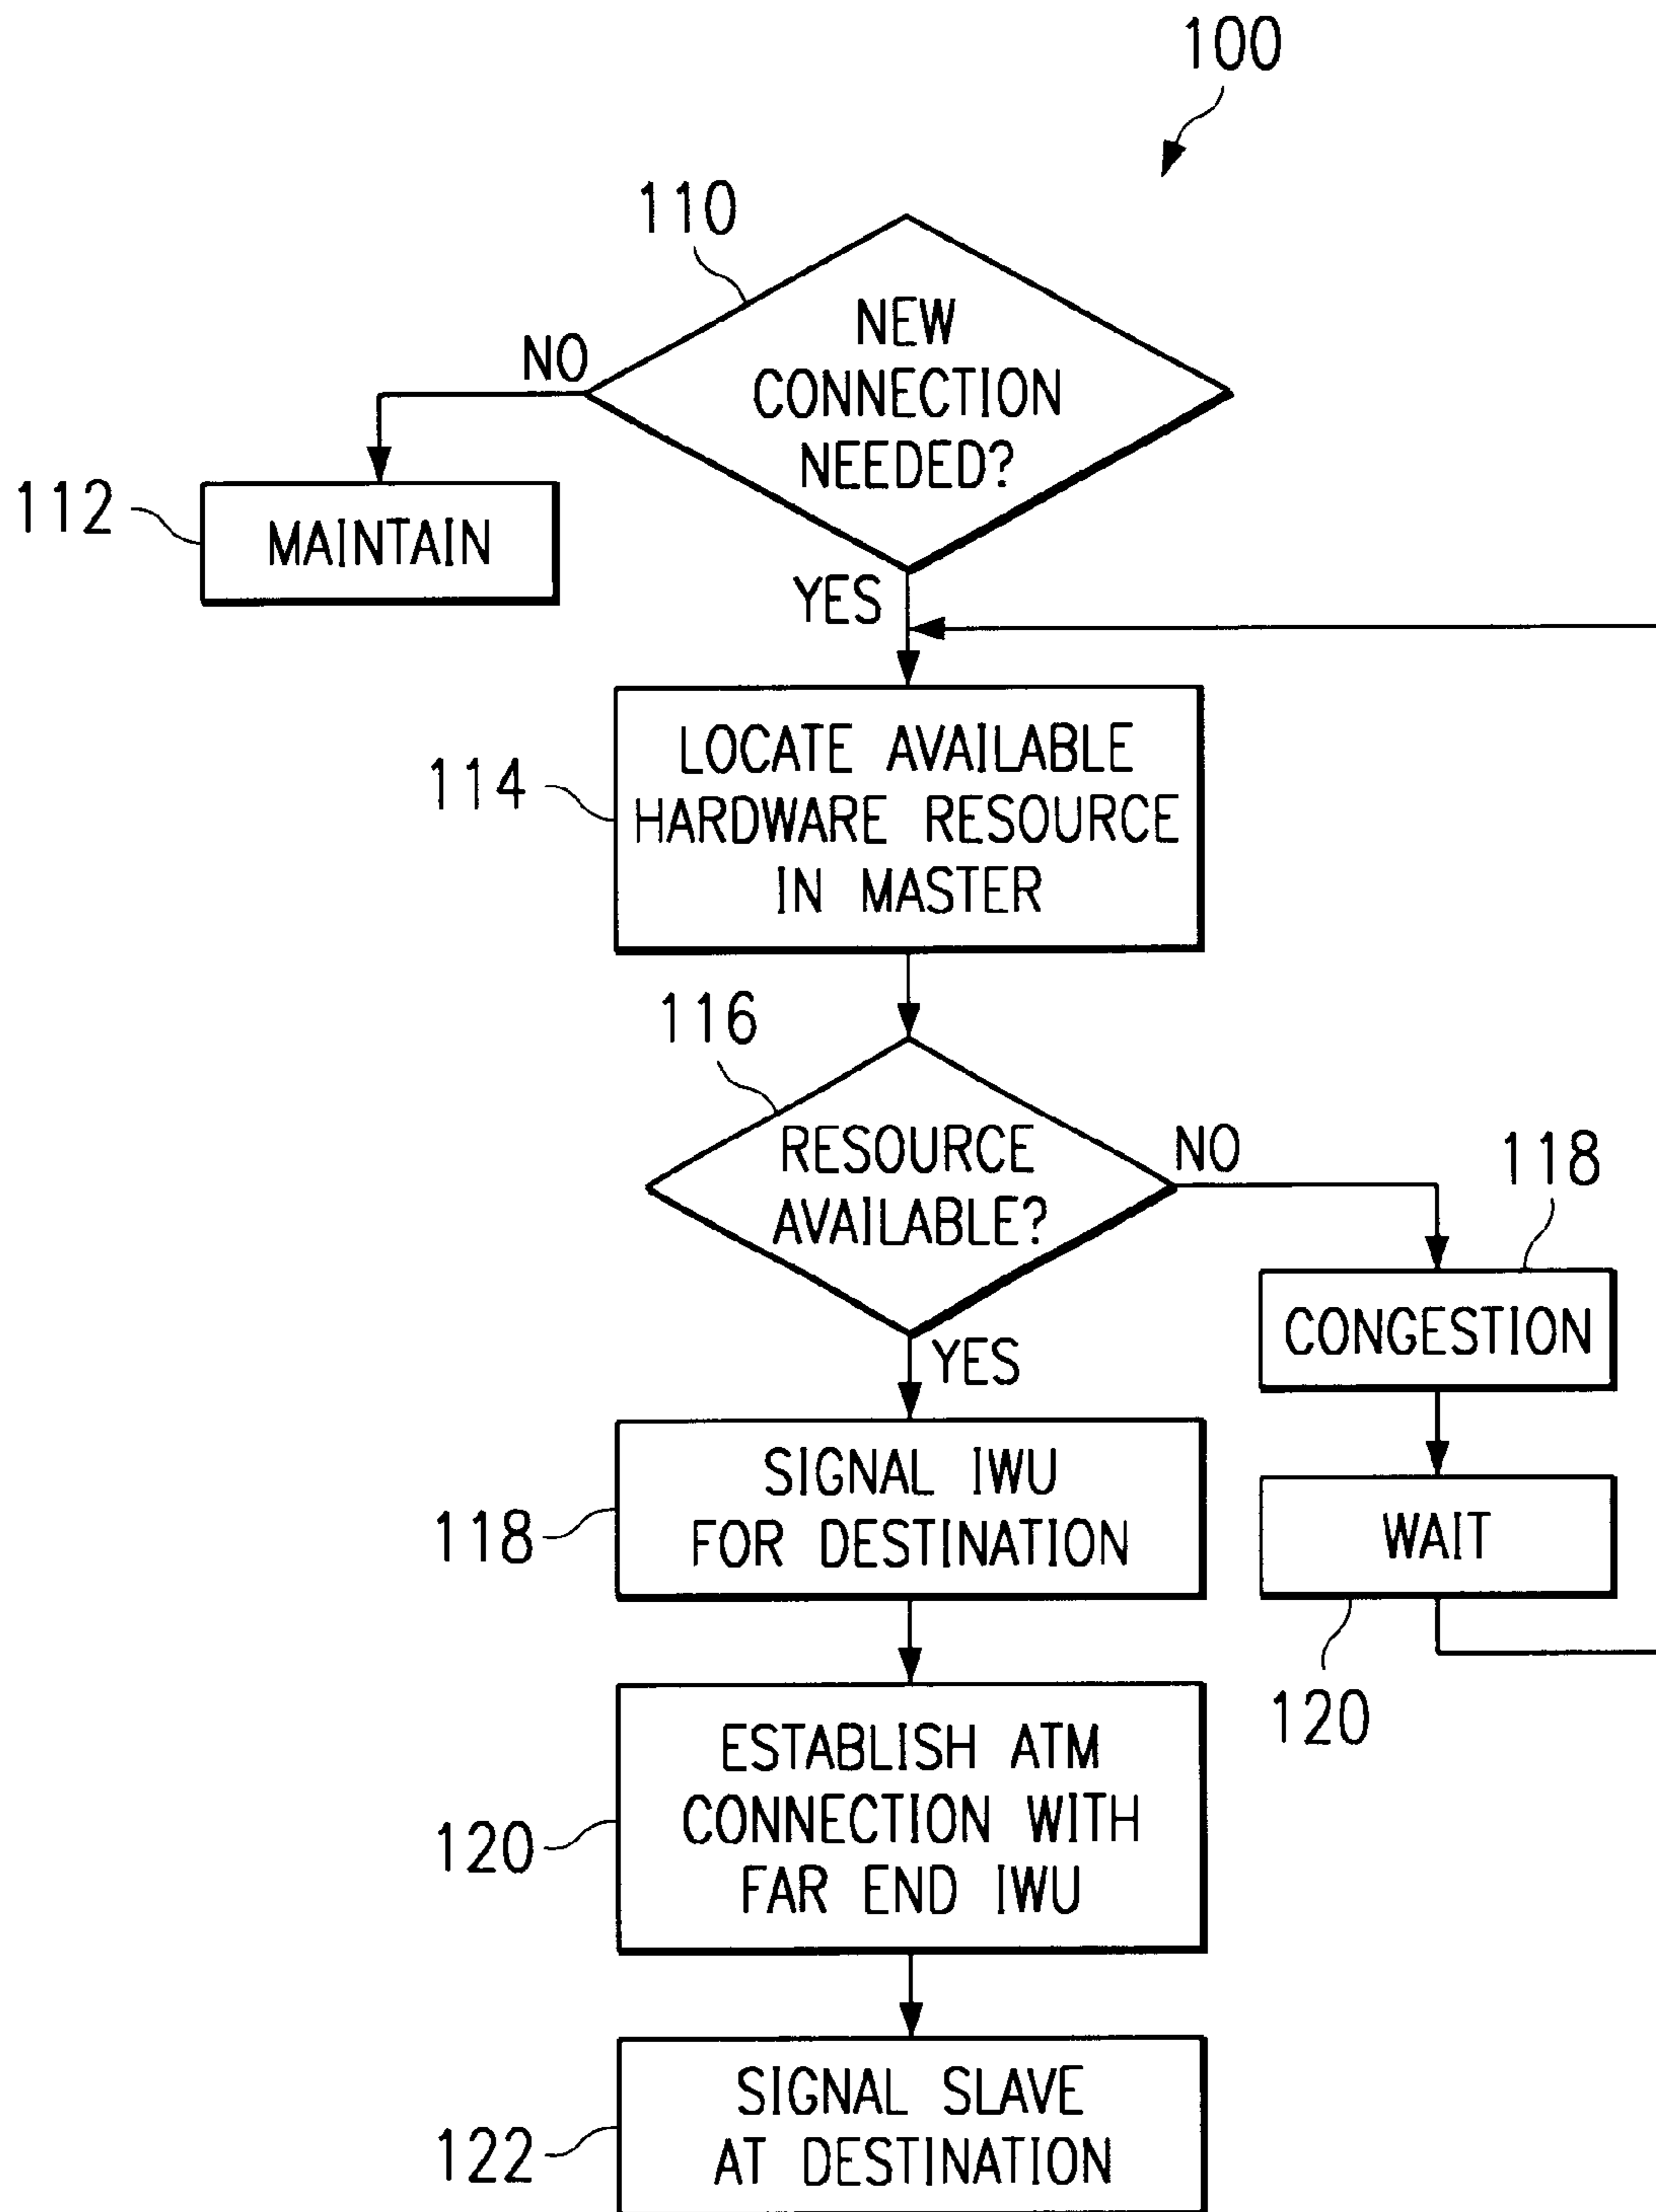 100
110
NEW
CONNECTION
NEEDED?
NO
112
MAINTAIN
YES
114
LOCATE AVAILABLE
HARDWARE RESOURCE
IN MASTER
116
RESOURCE
AVAILABLE?
NO
118
CONGESTION
YES
118
SIGNAL IWU
FOR DESTINATION
WAIT
120
120
ESTABLISH ATM
CONNECTION WITH
FAR END IWU
122
SIGNAL SLAVE
AT DESTINATION